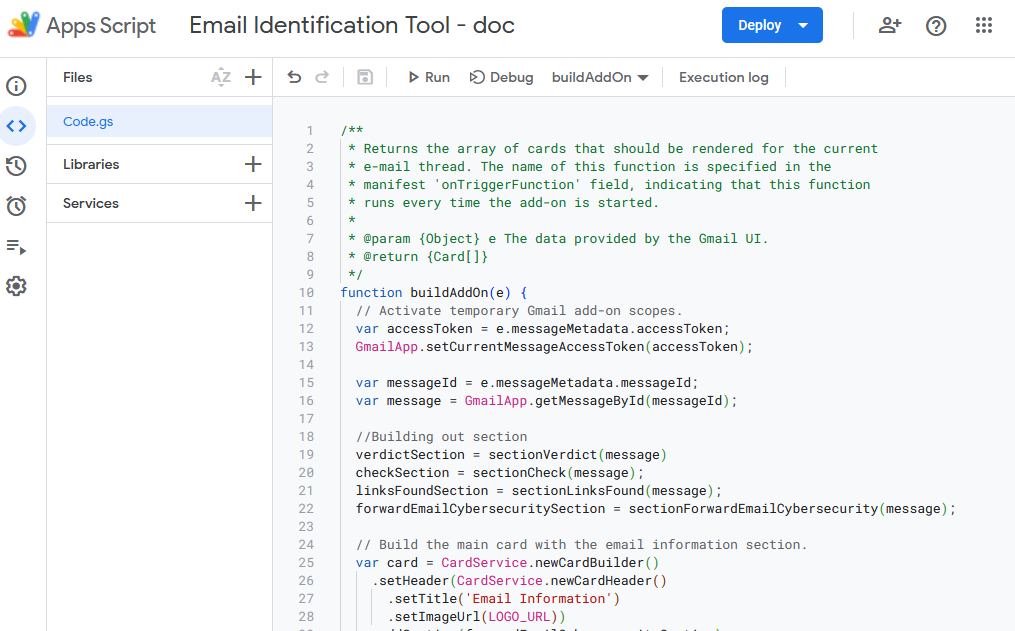 Apps Script
Email Identification Tool - doc
Deploy
Files
AZ
Run
Debug
buildAddOn
Execution log
Code.gs
Libraries
Services
1 /**
2  * Returns the array of cards that should be rendered for the current
3  * e-mail thread. The name of this function is specified in the
4  * manifest 'onTriggerFunction' field, indicating that this function
5  * runs every time the add-on is started.
6  *
7  * @param {Object} e The data provided by the Gmail UI.
8  * @return {Card[]}
9  */
10 function buildAddOn(e) {
11   // Activate temporary Gmail add-on scopes.
12   var accessToken = e.messageMetadata.accessToken;
13   GmailApp.setCurrentMessageAccessToken(accessToken);
14
15   var messageId = e.messageMetadata.messageId;
16   var message = GmailApp.getMessageById(messageId);
17
18   //Building out section
19   verdictSection = sectionVerdict(message)
20   checkSection = sectionCheck(message);
21   linksFoundSection = sectionLinksFound(message);
22   forwardEmailCybersecuritySection = sectionForwardEmailCybersecurity(message);
23
24   // Build the main card with the email information section.
25   var card = CardService.newCardBuilder()
26     .setHeader(CardService.newCardHeader()
27       .setTitle('Email Information')
28       .setImageUrl(LOGO_URL))